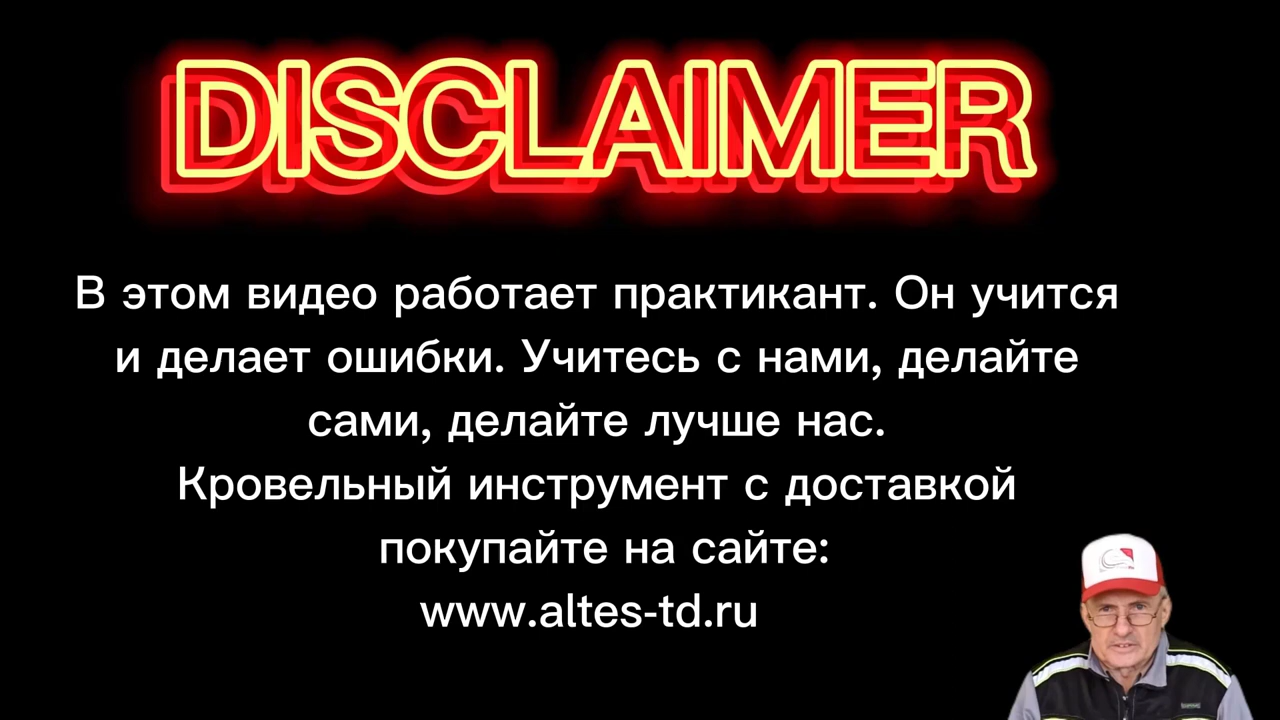 DISCLAIMER
В этом видео работает практикант. Он учится
и делает ошибки. Учитесь с нами, делайте
сами, делайте лучше нас.
Кровельный инструмент с доставкой
покупайте на сайте:
www.altes-td.ru